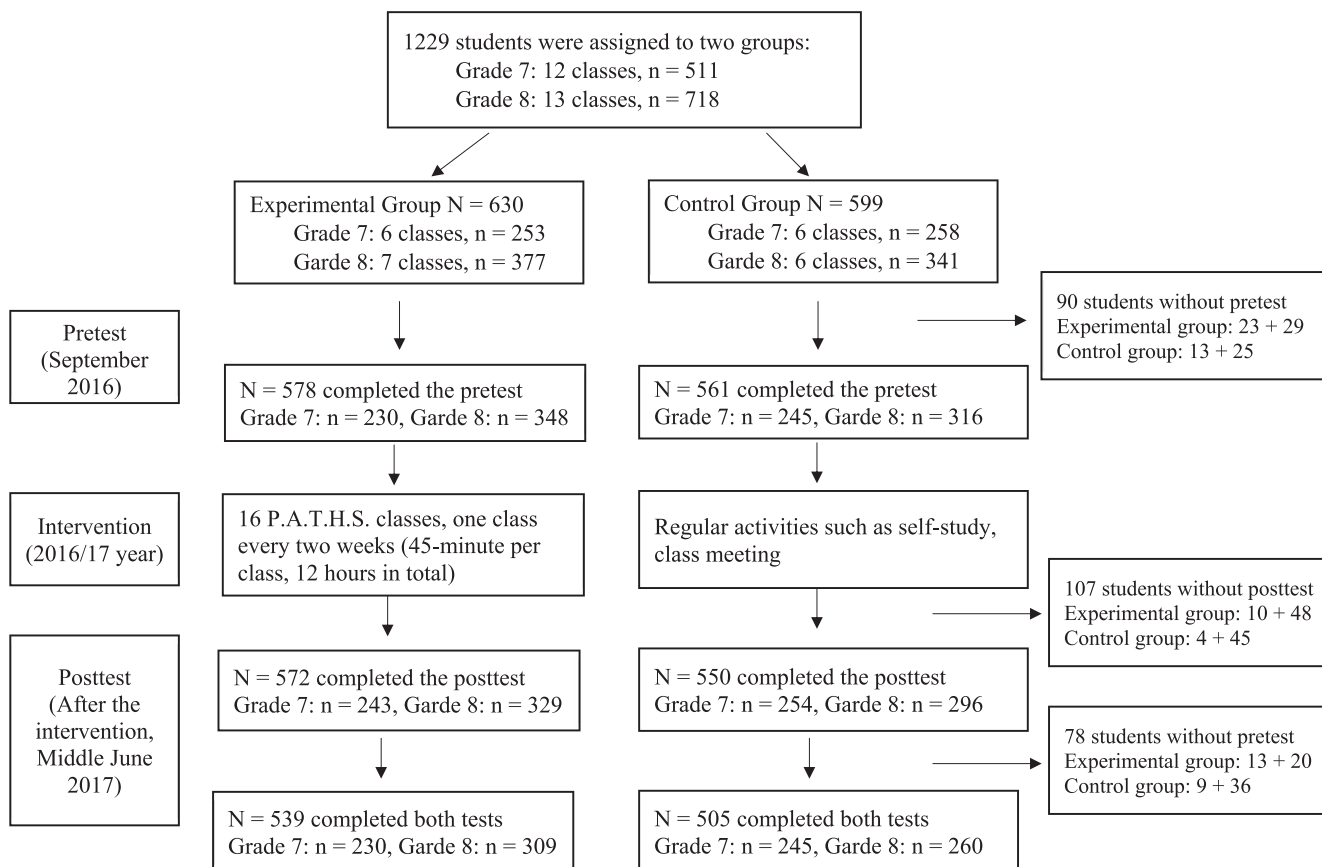 1229 students were assigned to two groups:
Grade 7: 12 classes, n = 511
Grade 8: 13 classes, n = 718
Experimental Group N = 630
Grade 7: 6 classes, n = 253
Garde 8: 7 classes, n = 377
Control Group N = 599
Grade 7: 6 classes, n = 258
Grade 8: 6 classes, n = 341
90 students without pretest
Experimental group: 23 + 29
Control group: 13 + 25
Pretest
(September
2016)
N = 578 completed the pretest
Grade 7: n = 230, Garde 8: n = 348
N = 561 completed the pretest
Grade 7: n = 245, Garde 8: n = 316
Intervention
(2016/17 year)
16 P.A.T.H.S. classes, one class
every two weeks (45-minute per
class, 12 hours in total)
Regular activities such as self-study,
class meeting
107 students without posttest
Experimental group: 10 + 48
Control group: 4 + 45
Posttest
(After the
intervention,
Middle June
2017)
N = 572 completed the posttest
Grade 7: n = 243, Garde 8: n = 329
N = 550 completed the posttest
Grade 7: n = 254, Garde 8: n = 296
78 students without pretest
Experimental group: 13 + 20
Control group: 9 + 36
N = 539 completed both tests
Grade 7: n = 230, Garde 8: n = 309
N = 505 completed both tests
Grade 7: n = 245, Garde 8: n = 260